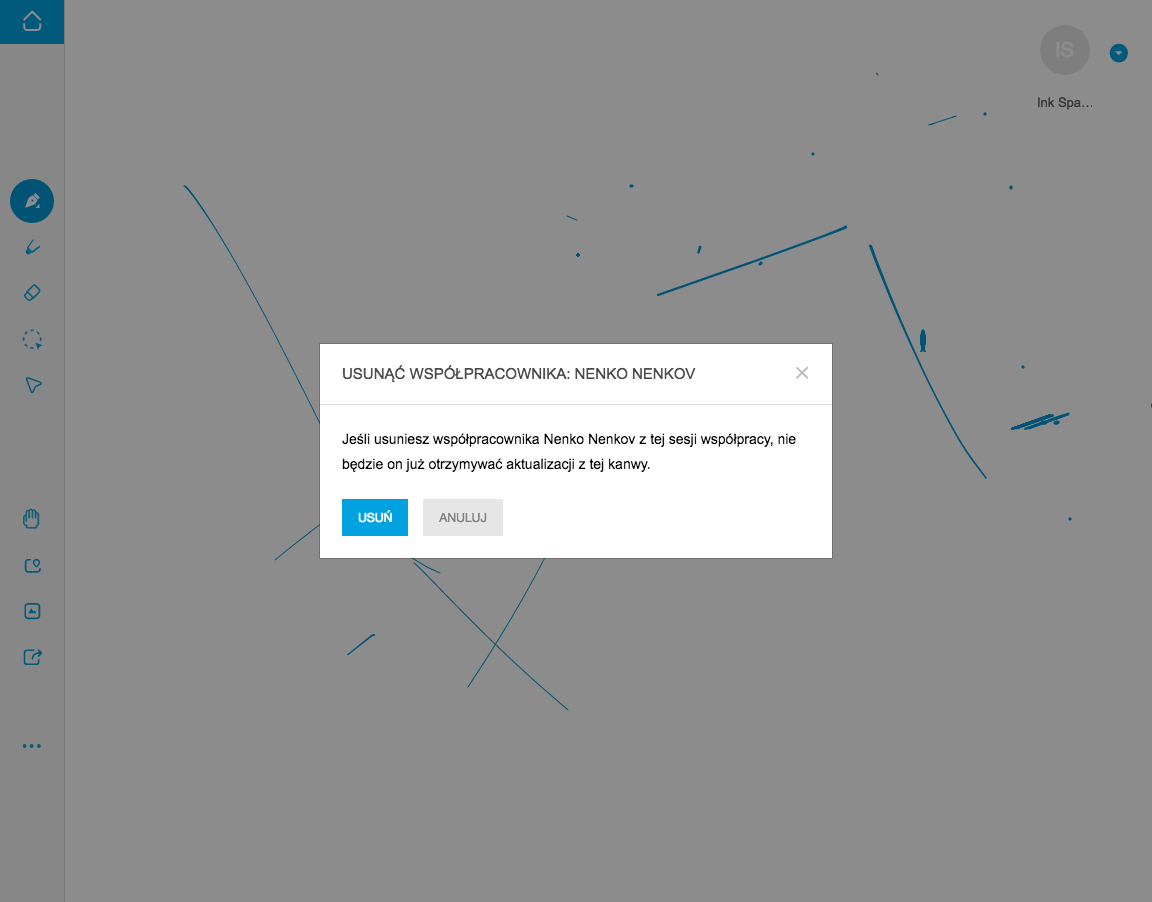 IS
Ink Spa...
USUNĄĆ WSPÓŁPRACOWNIKA: NENKO NENKOV
Jeśli usuniesz współpracownika Nenko Nenkov z tej sesji współpracy, nie
będzie on już otrzymywać aktualizacji z tej kanwy.
USUŃ
ANULUJ